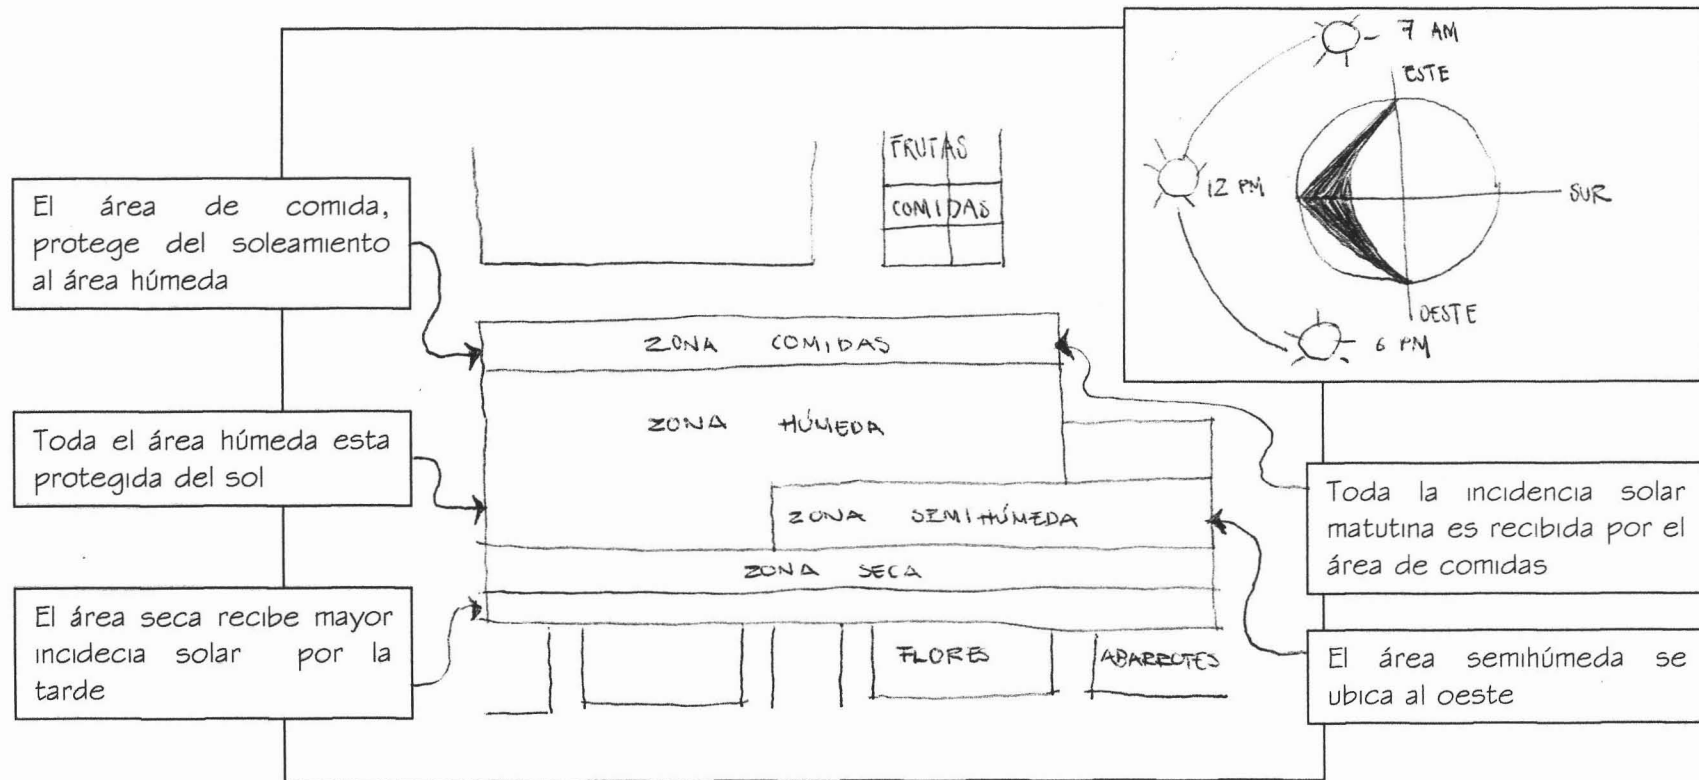 7 AM
ESTE
12 PM
SUR
OESTE
6 PM
FRUTAS
COMIDAS
El área de comida,
protege del soleamiento
al área húmeda
ZONA COMIDAS
Toda el área húmeda esta
protegida del sol
ZONA HÚMEDA
ZONA SEMIHÚMEDA
ZONA SECA
Toda la incidencia solar
matutina es recibida por el
área de comidas
El área seca recibe mayor
incidecia solar por la
tarde
FLORES
ABARROTES
El área semihúmeda se
ubica al oeste